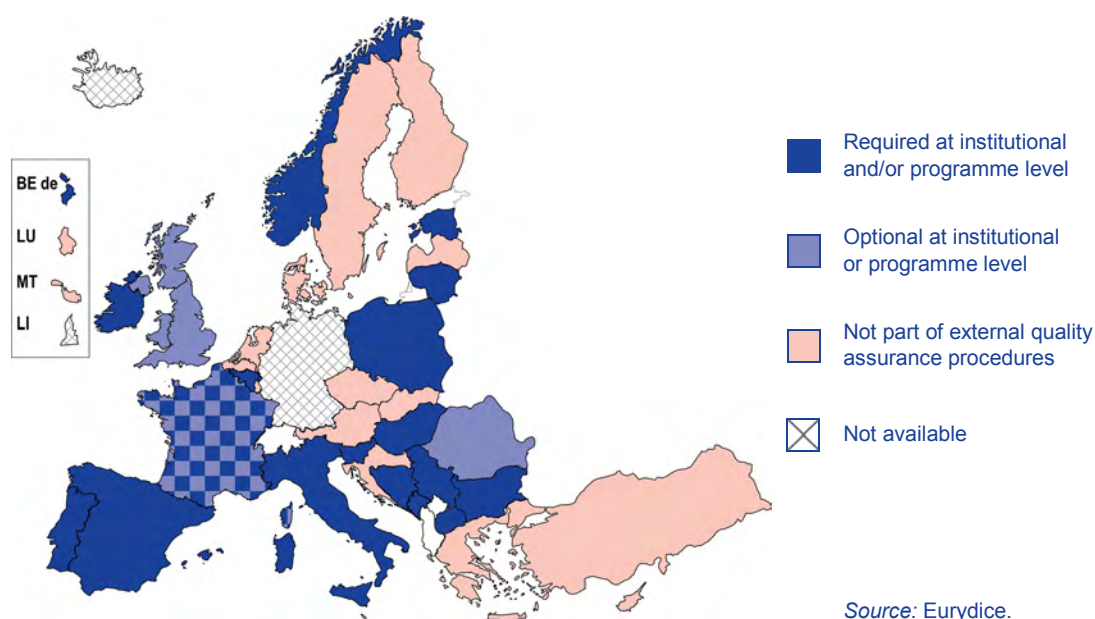 BE de
LU
MT
LI
Required at institutional
and/or programme level
Optional at institutional
or programme level
Not part of external quality
assurance procedures
Not available
Source: Eurydice.